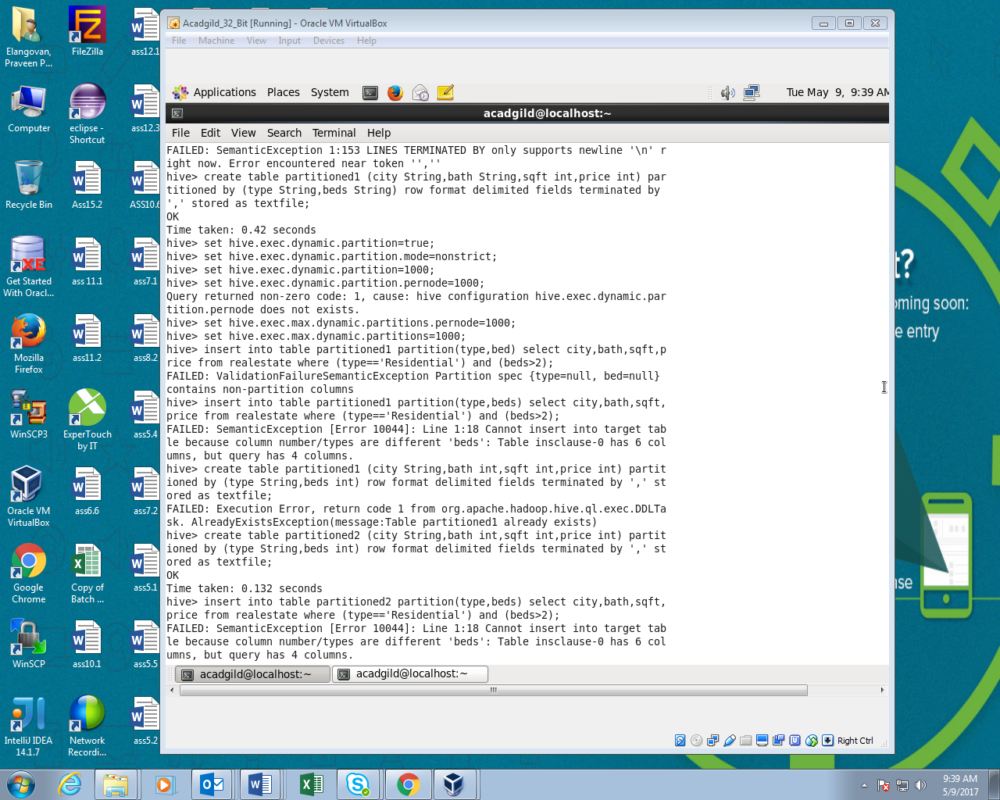 Acadgild_32_Bit [Running] - Oracle VM VirtualBox
File Machine View Input Devices Help
Applications Places System
Tue May 9, 9:39 AM
acadgild@localhost:~
File Edit View Search Terminal Help
FAILED: SemanticException 1:153 LINES TERMINATED BY only supports newline '\n' r
ight now. Error encountered near token '',''
hive> create table partitioned1 (city String,bath String,sqft int,price int) par
titioned by (type String,beds String) row format delimited fields terminated by
',' stored as textfile;
OK
Time taken: 0.42 seconds
hive> set hive.exec.dynamic.partition=true;
hive> set hive.exec.dynamic.partition.mode=nonstrict;
hive> set hive.exec.dynamic.partition=1000;
hive> set hive.exec.dynamic.partition.pernode=1000;
Query returned non-zero code: 1, cause: hive configuration hive.exec.dynamic.par
tition.pernode does not exists.
hive> set hive.exec.max.dynamic.partitions.pernode=1000;
hive> set hive.exec.max.dynamic.partitions=1000;
hive> insert into table partitioned1 partition(type,bed) select city,bath,sqft,p
rice from realestate where (type=='Residential') and (beds>2);
FAILED: ValidationFailureSemanticException Partition spec {type=null, bed=null}
contains non-partition columns
hive> insert into table partitioned1 partition(type,beds) select city,bath,sqft,
price from realestate where (type=='Residential') and (beds>2);
FAILED: SemanticException [Error 10044]: Line 1:18 Cannot insert into target tab
le because column number/types are different 'beds': Table insclause-0 has 6 col
umns, but query has 4 columns.
hive> create table partitioned1 (city String,bath int,sqft int,price int) partit
ioned by (type String,beds int) row format delimited fields terminated by ',' st
ored as textfile;
FAILED: Execution Error, return code 1 from org.apache.hadoop.hive.ql.exec.DDLTa
sk. AlreadyExistsException(message:Table partitioned1 already exists)
hive> create table partitioned2 (city String,bath int,sqft int,price int) partit
ioned by (type String,beds int) row format delimited fields terminated by ',' st
ored as textfile;
OK
Time taken: 0.132 seconds
hive> insert into table partitioned2 partition(type,beds) select city,bath,sqft,
price from realestate where (type=='Residential') and (beds>2);
FAILED: SemanticException [Error 10044]: Line 1:18 Cannot insert into target tab
le because column number/types are different 'beds': Table insclause-0 has 6 col
umns, but query has 4 columns.
acadgild@localhost:~ acadgild@localhost:~
Right Ctrl
Elangovan,
Praveen P...
FileZilla
ass12.1
Computer
eclipse -
Shortcut
ass12.3
Recycle Bin
Ass15.2
ASS10.6
Get Started
With Oracl...
XE
ass 11.1
ass7.1
Mozilla
Firefox
ass11.2
ass8.2
WinSCP3
ExperTouch
by IT
ass5.4
Oracle VM
VirtualBox
ass6.6
ass7.2
Google
Chrome
Copy of
Batch ...
ass5.1
WinSCP
ass10.1
ass5.5
IntelliJ IDEA
14.1.7
Network
Recordi...
ass5.2
t?
oming soon:
e entry
ase
9:39 AM
5/9/2017